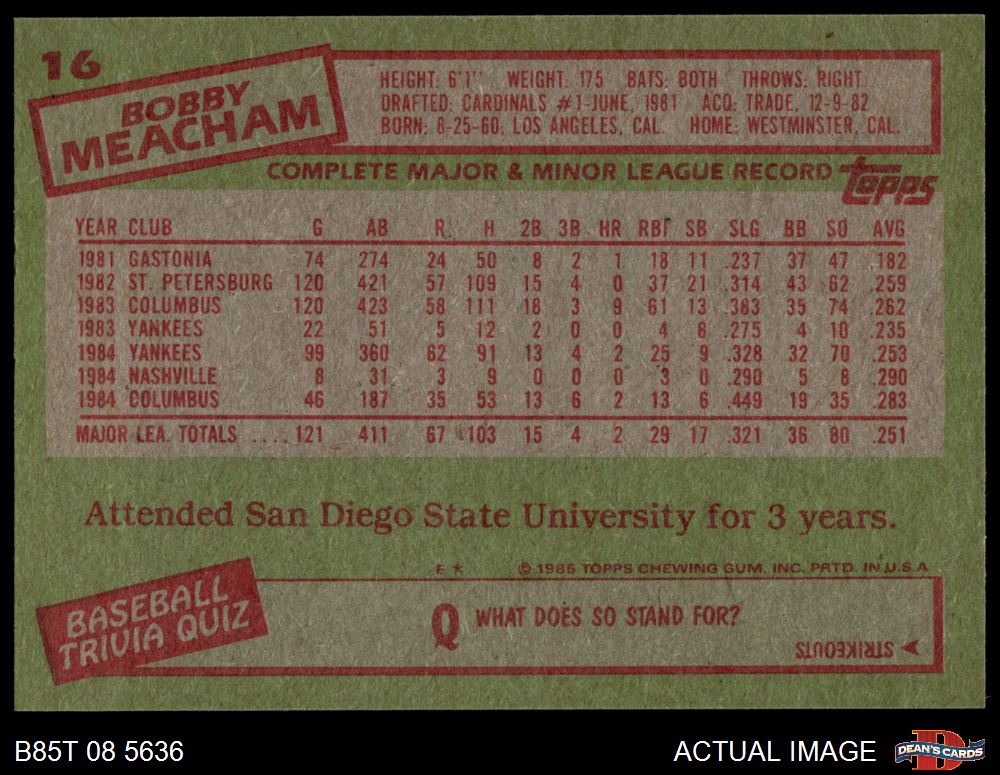 16
BOBBY
MEACHAM
HEIGHT: 6'1" WEIGHT: 175 BATS: BOTH THROWS: RIGHT
DRAFTED: CARDINALS #1-JUNE, 1981 ACQ: TRADE, 12-9-82
BORN: 8-25-60, LOS ANGELES, CAL. HOME: WESTMINSTER, CAL.
COMPLETE MAJOR & MINOR LEAGUE RECORD topps
YEAR CLUB G AB R H 2B 3B HR RBI SB SLG BB SO AVG
1981 GASTONIA 74 274 24 50 8 2 1 18 11 .237 37 47 .182
1982 ST. PETERSBURG 120 421 57 109 15 4 0 37 21 .314 43 62 .259
1983 COLUMBUS 120 423 58 111 18 3 9 61 13 .383 35 74 .262
1983 YANKEES 22 51 5 12 2 0 0 4 8 .275 4 10 .235
1984 YANKEES 99 360 62 91 13 4 2 25 9 .328 32 70 .253
1984 NASHVILLE 8 31 3 9 0 0 0 3 0 .290 5 8 .290
1984 COLUMBUS 46 187 35 53 13 6 2 13 6 .449 19 35 .283
MAJOR LEA. TOTALS .... 121 411 67 103 15 4 2 29 17 .321 36 80 .251
Attended San Diego State University for 3 years.
E ★ © 1985 TOPPS CHEWING GUM, INC. PRTD. IN U.S.A
BASEBALL
TRIVIA QUIZ
Q WHAT DOES SO STAND FOR?
STRIKEOUTS
B85T 08 5636
ACTUAL IMAGE
DEAN'S CARDS